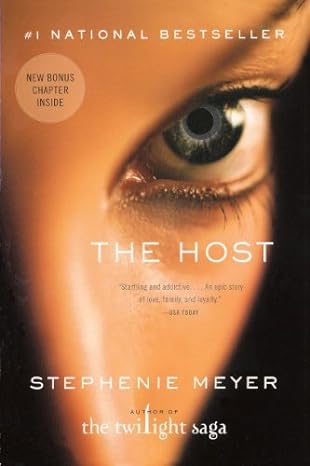 #1 NATIONAL BESTSELLER
NEW BONUS
CHAPTER
INSIDE
THE HOST
"Startling and addictive. . . . An epic story
of love, family, and loyalty."
—USA TODAY
STEPHENIE MEYER
AUTHOR OF
the twilight saga